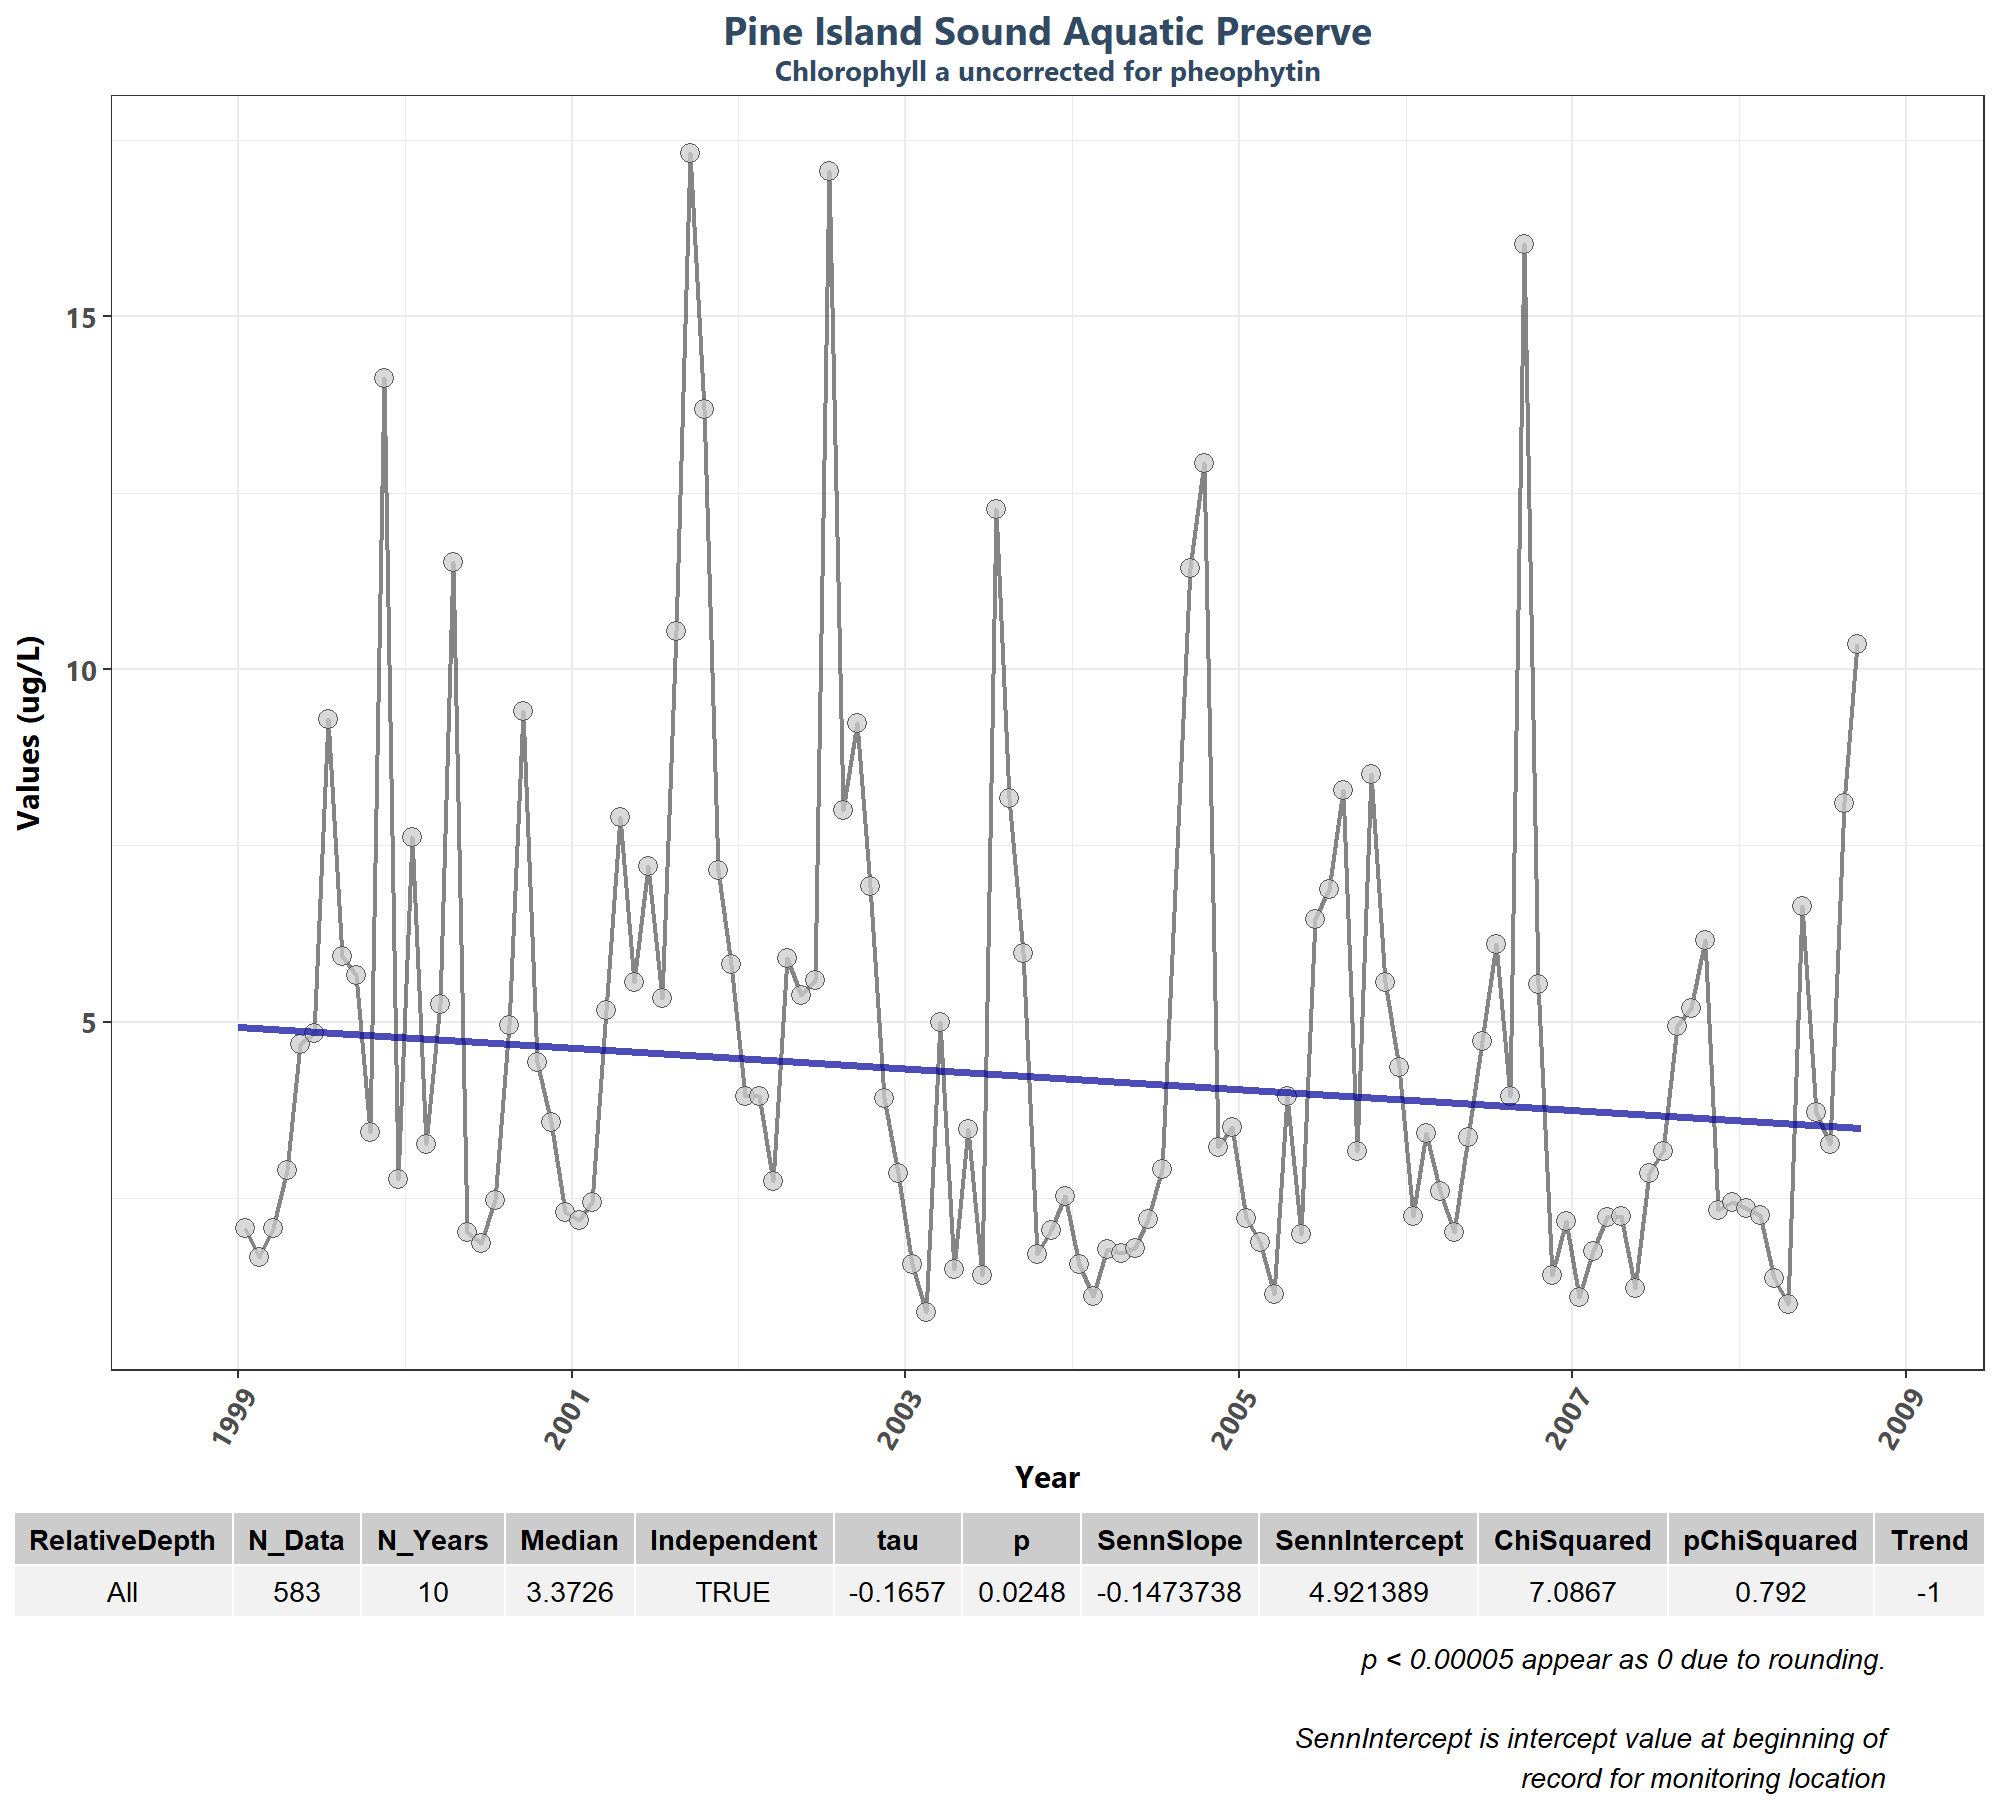 Pine Island Sound Aquatic Preserve
Chlorophyll a uncorrected for pheophytin
Values (ug/L)
15
10
5
1999
2001
2003
2005
2007
2009
Year
RelativeDepth N_Data N_Years Median Independent tau p SennSlope SennIntercept ChiSquared pChiSquared Trend
All 583 10 3.3726 TRUE -0.1657 0.0248 -0.1473738 4.921389 7.0867 0.792 -1
p < 0.00005 appear as 0 due to rounding.
SennIntercept is intercept value at beginning of
record for monitoring location